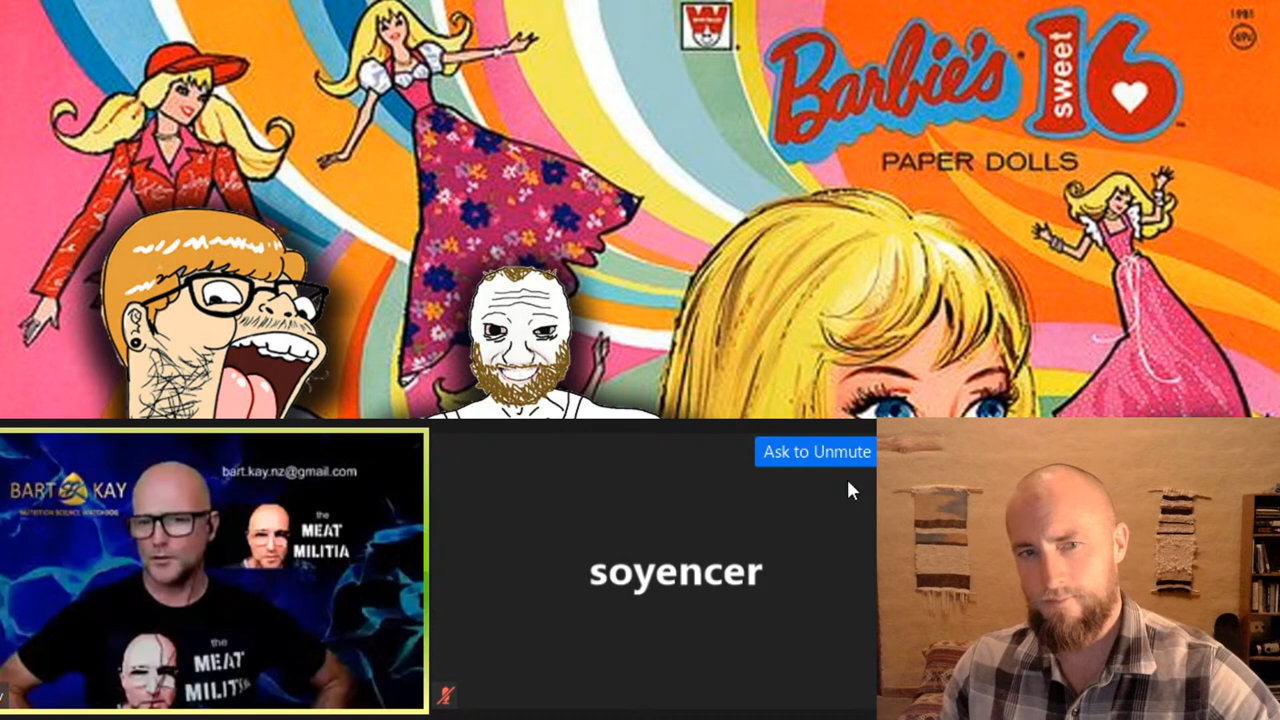 1981
49¢
Barbie's
sweet
16
PAPER DOLLS
Ask to Unmute
bart.kay.nz@gmail.com
BART KAY
NUTRITION SCIENCE WATCHDOG
the
MEAT
MILITIA
soyencer
the
MEAT
MILITIA